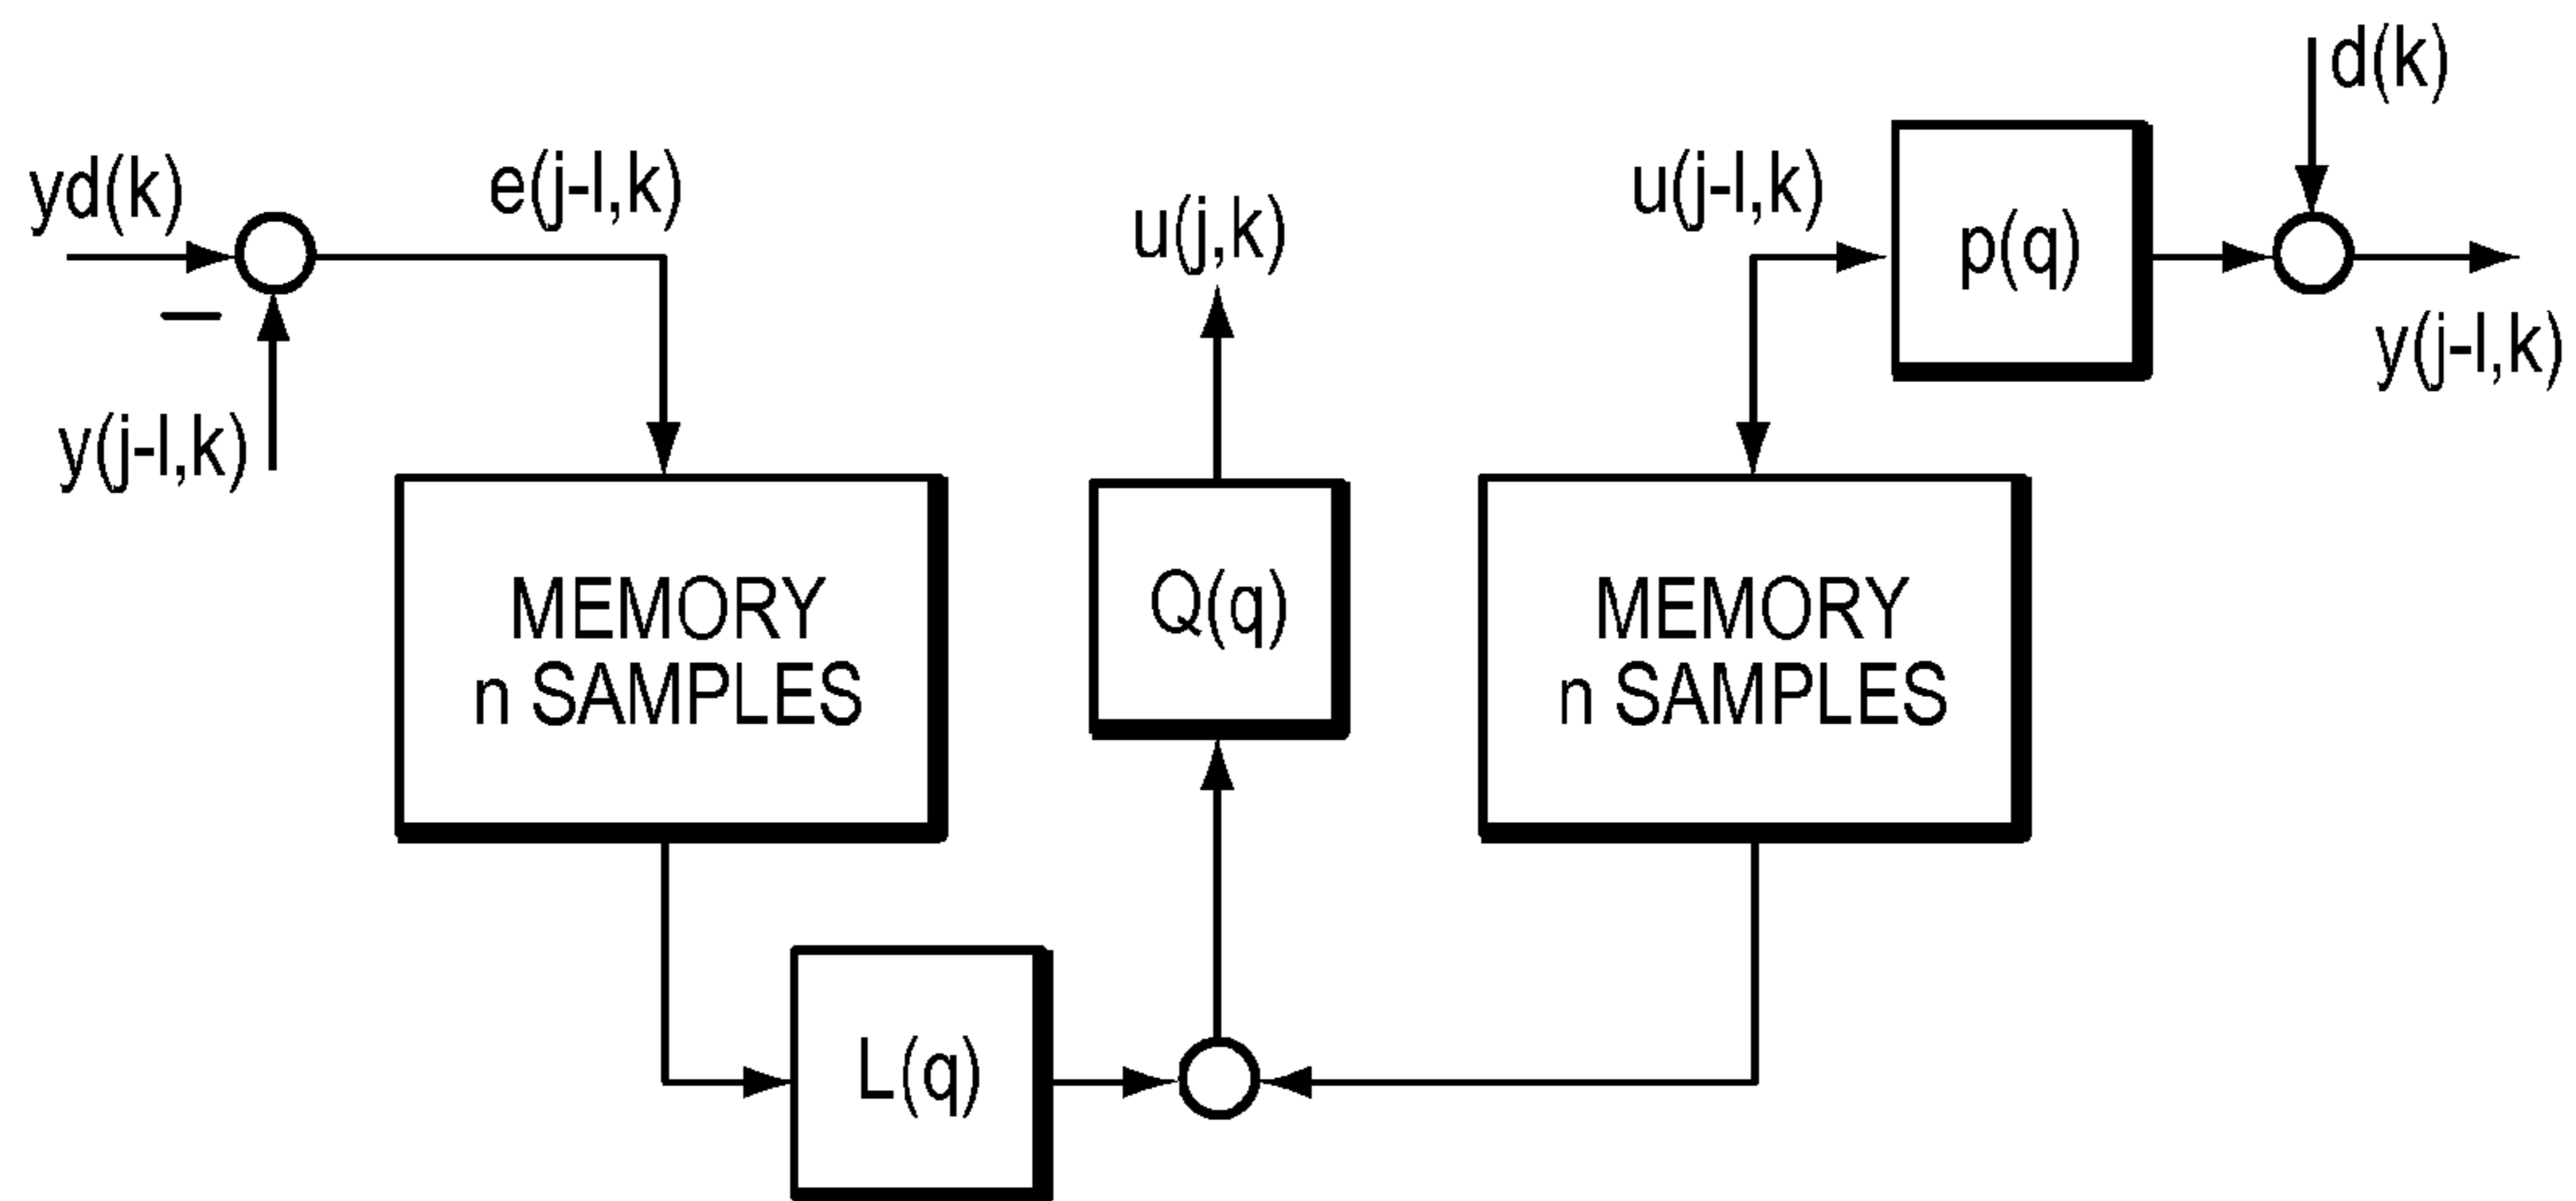 d(k)
yd(k)
e(j-l,k)
u(j,k)
u(j-l,k)
p(q)
y(j-l,k)
y(j-l,k)
MEMORY
n SAMPLES
Q(q)
MEMORY
n SAMPLES
L(q)